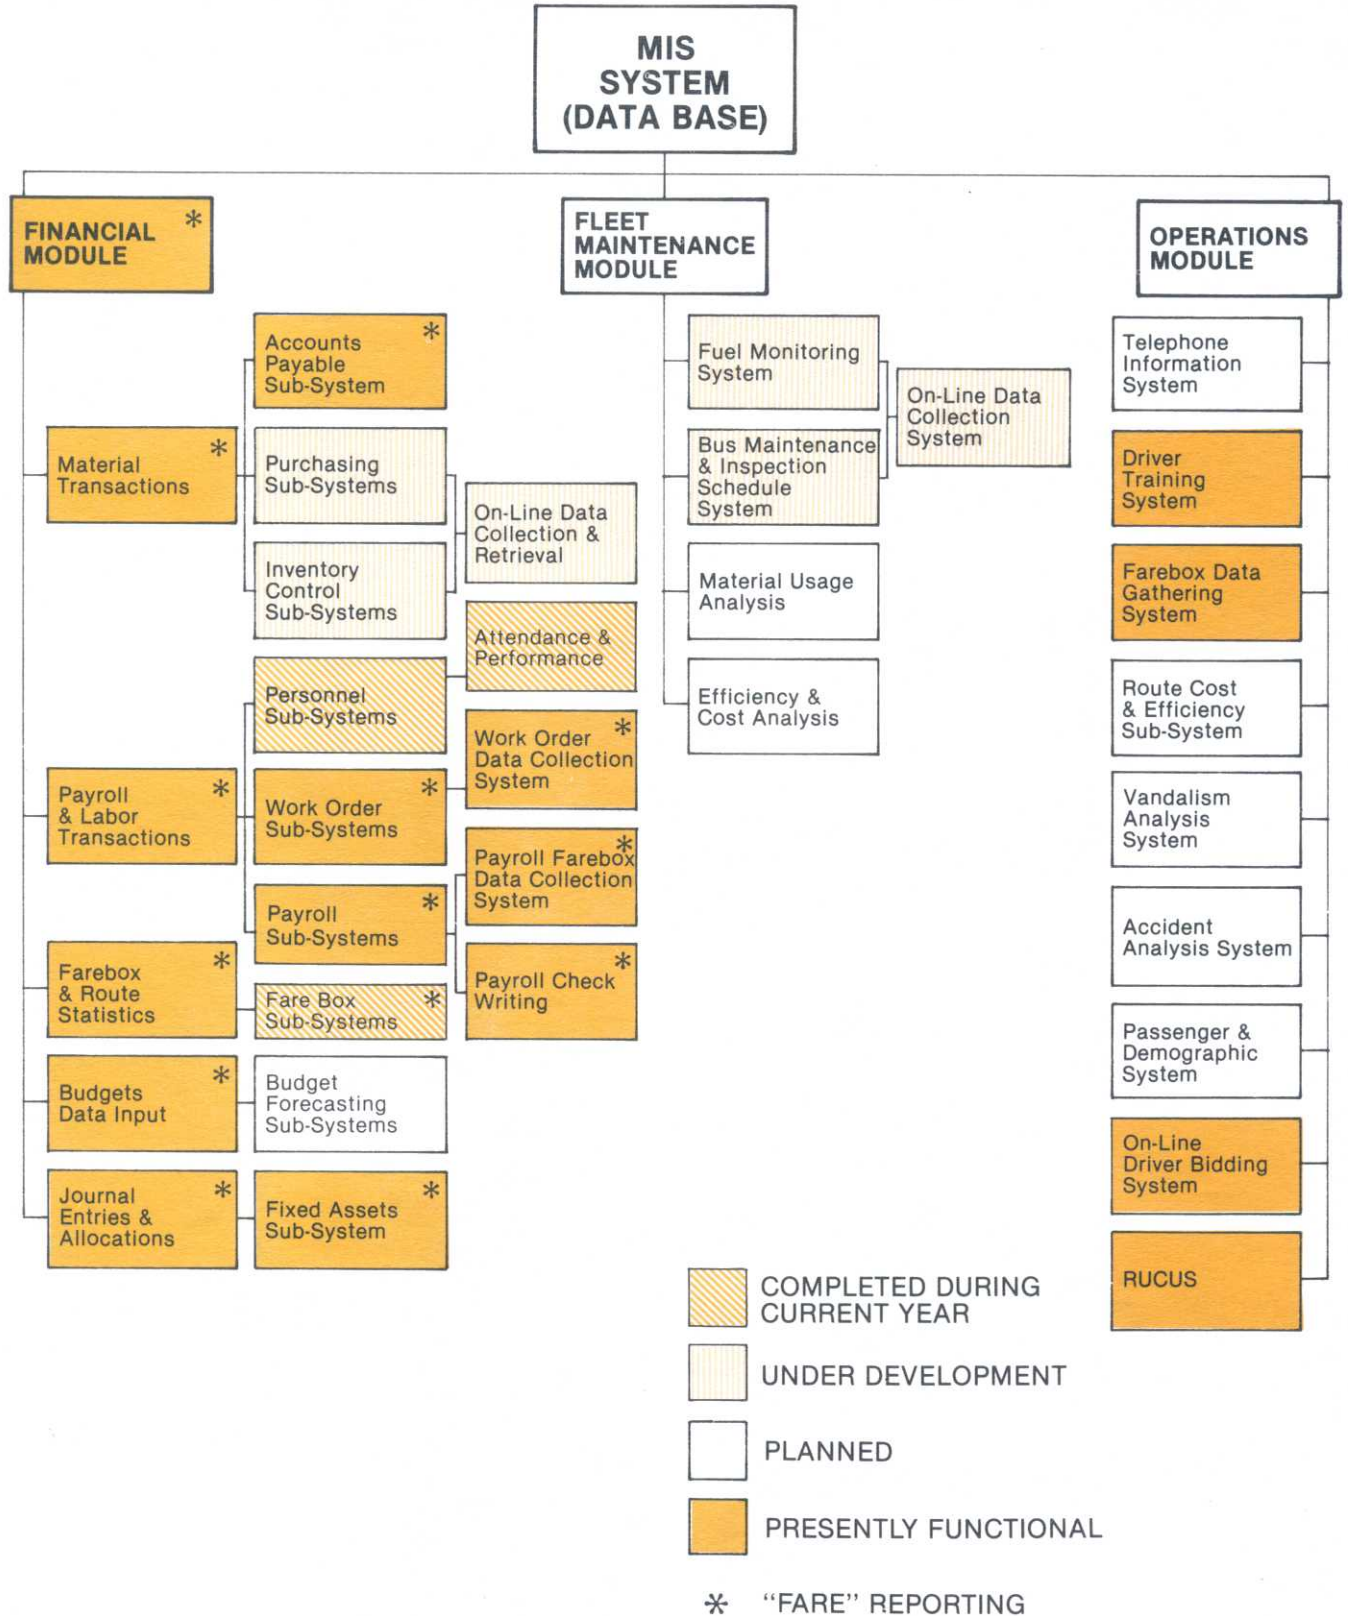 MIS
SYSTEM
(DATA BASE)
FINANCIAL *
MODULE
Material *
Transactions
Accounts *
Payable
Sub-System
Purchasing
Sub-Systems
Inventory
Control
Sub-Systems
On-Line Data
Collection &
Retrieval
Payroll *
& Labor
Transactions
Personnel
Sub-Systems
Attendance &
Performance
Work Order *
Sub-Systems
Work Order *
Data Collection
System
Payroll *
Sub-Systems
Payroll Farebox *
Data Collection
System
Payroll Check *
Writing
Farebox *
& Route
Statistics
Fare Box *
Sub-Systems
Budgets *
Data Input
Budget
Forecasting
Sub-Systems
Journal *
Entries &
Allocations
Fixed Assets *
Sub-System
FLEET
MAINTENANCE
MODULE
Fuel Monitoring
System
Bus Maintenance
& Inspection
Schedule
System
On-Line Data
Collection
System
Material Usage
Analysis
Efficiency &
Cost Analysis
OPERATIONS
MODULE
Telephone
Information
System
Driver
Training
System
Farebox Data
Gathering
System
Route Cost
& Efficiency
Sub-System
Vandalism
Analysis
System
Accident
Analysis System
Passenger &
Demographic
System
On-Line
Driver Bidding
System
RUCUS
COMPLETED DURING
CURRENT YEAR
UNDER DEVELOPMENT
PLANNED
PRESENTLY FUNCTIONAL
* "FARE" REPORTING